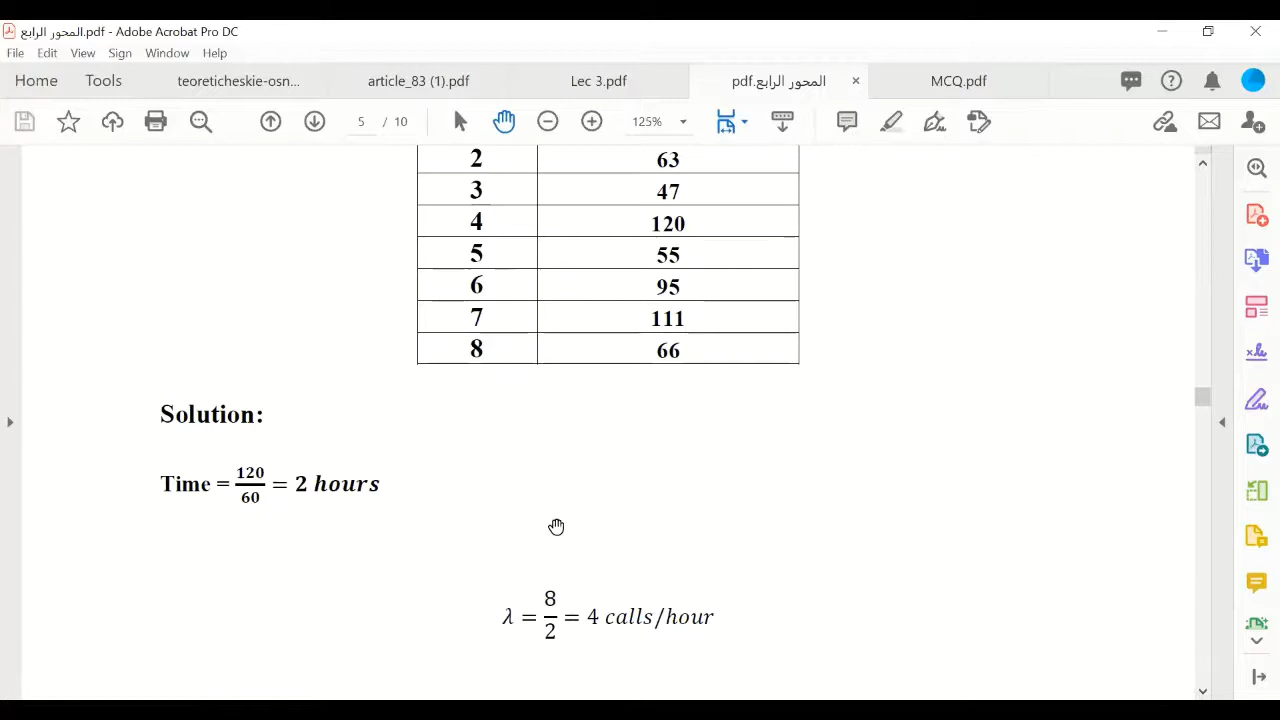 المحور الرابع.pdf - Adobe Acrobat Pro DC
File Edit View Sign Window Help
Home Tools teoreticheskie-osn... article_83 (1).pdf Lec 3.pdf المحور الرابع.pdf × MCQ.pdf
5 / 10 125%
2 63
3 47
4 120
5 55
6 95
7 111
8 66
Solution:
Time = 120/60 = 2 hours
λ = 8/2 = 4 calls/hour